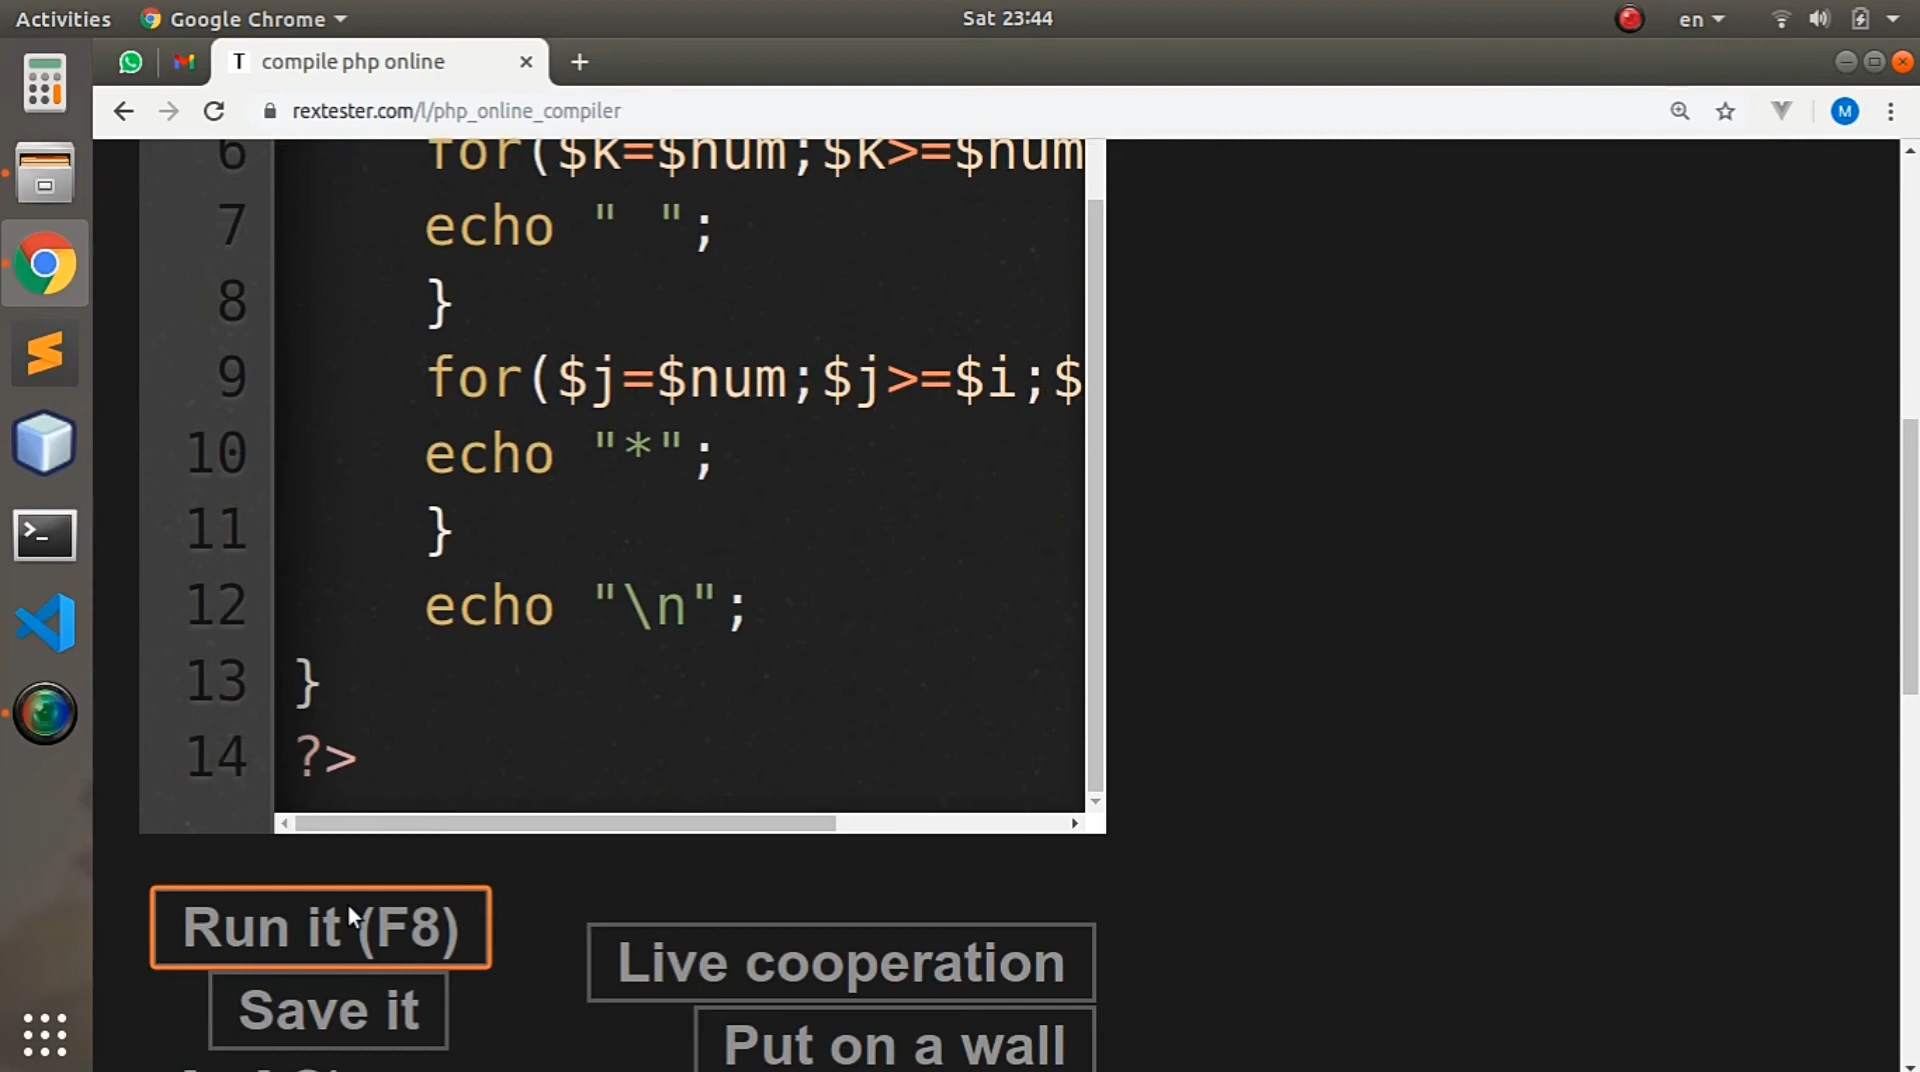 Activities
Google Chrome
Sat 23:44
en
T compile php online
rextester.com/l/php_online_compiler
M
6 for($k=$num;$k>=$num
7 echo " ";
8 }
9 for($j=$num;$j>=$i;$
10 echo "*";
11 }
12 echo "\n";
13 }
14 ?>
Run it (F8)
Live cooperation
Save it
Put on a wall